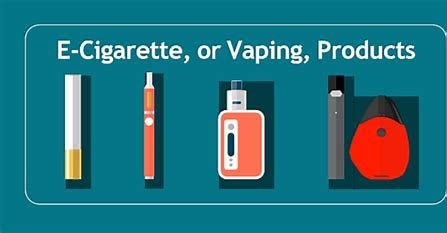 E-Cigarette, or Vaping, Products